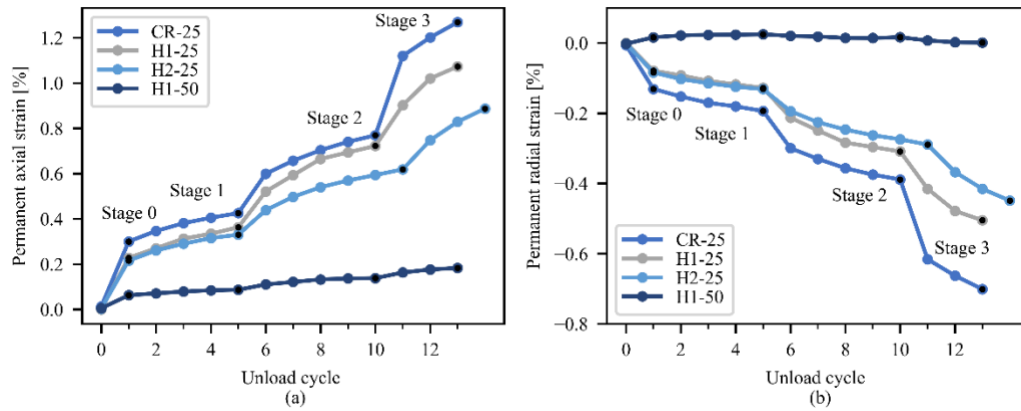 Permanent axial strain [%]
1.2
1.0
0.8
0.6
0.4
0.2
0.0
CR-25
H1-25
H2-25
H1-50
Stage 0
Stage 1
Stage 2
Stage 3
0 2 4 6 8 10 12
Unload cycle
(a)
Permanent radial strain [%]
0.0
−0.2
−0.4
−0.6
−0.8
Stage 0
Stage 1
Stage 2
Stage 3
CR-25
H1-25
H2-25
H1-50
0 2 4 6 8 10 12
Unload cycle
(b)